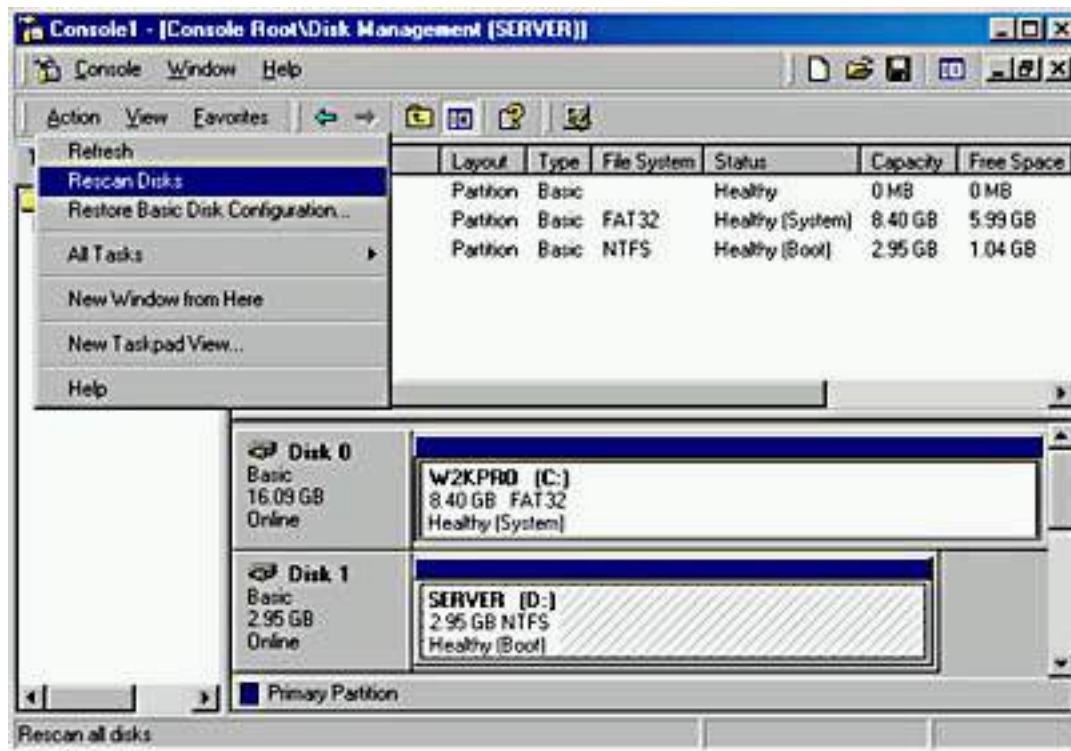 Console1 - [Console Root\Disk Management (SERVER)]
Console Window Help
Action View Favorites
Refresh
Rescan Disks
Restore Basic Disk Configuration...
All Tasks
New Window from Here
New Taskpad View...
Help
Layout Type File System Status Capacity Free Space
Partition Basic Healthy 0 MB 0 MB
Partition Basic FAT32 Healthy (System) 8.40 GB 5.99 GB
Partition Basic NTFS Healthy (Boot) 2.95 GB 1.04 GB
Disk 0
Basic
16.09 GB
Online
W2KPRO (C:)
8.40 GB FAT32
Healthy (System)
Disk 1
Basic
2.95 GB
Online
SERVER (D:)
2.95 GB NTFS
Healthy (Boot)
Primary Partition
Rescan all disks